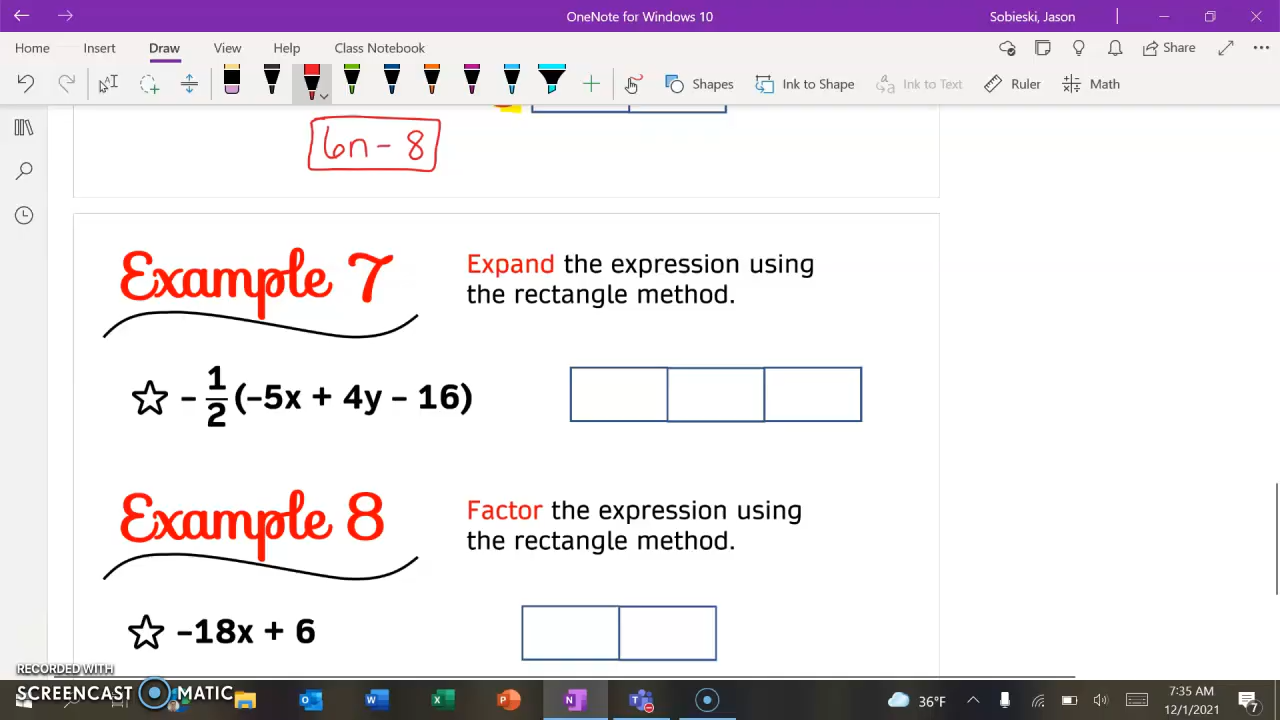 OneNote for Windows 10
Sobieski, Jason
Home Insert Draw View Help Class Notebook Share
Shapes Ink to Shape Ink to Text Ruler Math
6n - 8
Example 7
Expand the expression using
the rectangle method.
☆ -1/2(-5x + 4y - 16)
Example 8
Factor the expression using
the rectangle method.
☆ -18x + 6
RECORDED WITH
SCREENCAST MATIC
36°F
7:35 AM
12/1/2021
7